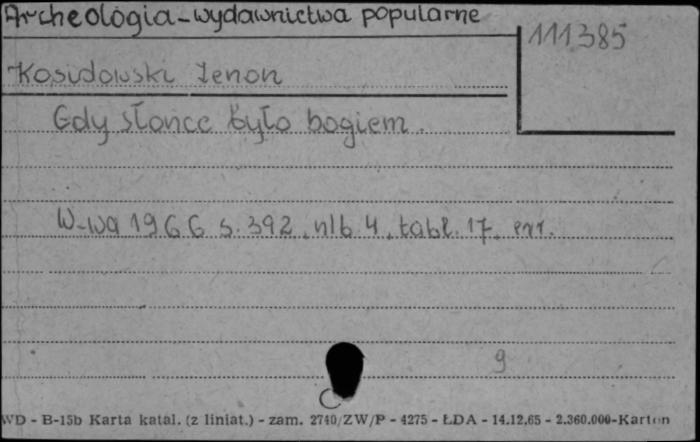 Archeologia-wydawnictwa popularne
111385
Kosidowski Zenon
Gdy słońce było bogiem.
W-wa 1966 s. 392, nlb 4, tabl. 17,
9
WD - B-15b Karta katal. (z liniat.) - zam. 2740/ZW/P - 4275 - ŁDA - 14.12.65 - 2.360.000-Karton